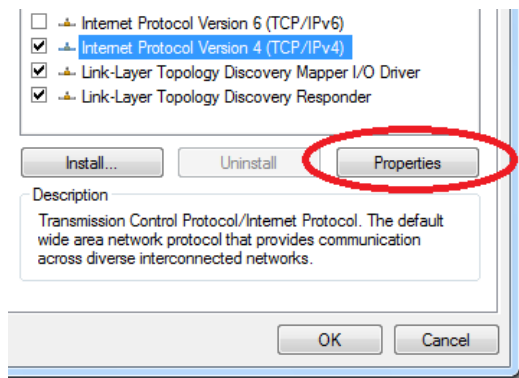 Internet Protocol Version 6 (TCP/IPv6)
Internet Protocol Version 4 (TCP/IPv4)
Link-Layer Topology Discovery Mapper I/O Driver
Link-Layer Topology Discovery Responder
Install... Uninstall Properties
Description
Transmission Control Protocol/Internet Protocol. The default
wide area network protocol that provides communication
across diverse interconnected networks.
OK Cancel